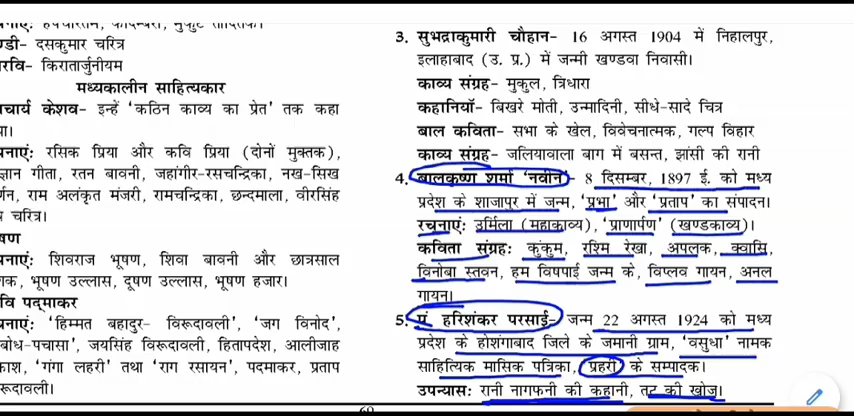 दसकुमार चरित्र
किरातार्जुनीयम
मध्यकालीन साहित्यकार
केशव- इन्हें ‘कठिन काव्य का प्रेत’ तक कहा
रसिक प्रिया और कवि प्रिया (दोनों मुक्तक),
ज्ञान गीता, रतन बावनी, जहांगीर-रसचन्द्रिका, नख-सिख
राम अलंकृत मंजरी, रामचन्द्रिका, छन्दमाला, वीरसिंह
चरित्र।
शिवराज भूषण, शिवा बावनी और छात्रसाल
भूषण उल्लास, दूषण उल्लास, भूषण हजार।
पद्माकर
‘हिम्मत बहादुर- विरूदावली’, ‘जग विनोद’,
जयसिंह विरूदावली, हितापदेश, आलीजाह
‘गंगा लहरी’ तथा ‘राग रसायन’, पदमाकर, प्रताप
3. सुभद्राकुमारी चौहान- 16 अगस्त 1904 में निहालपुर,
इलाहाबाद (उ. प्र.) में जन्मी खण्डवा निवासी।
काव्य संग्रह- मुकुल, त्रिधारा
कहानियाँ- बिखरे मोती, उन्मादिनी, सीधे-सादे चित्र
बाल कविता- सभा के खेल, विवेचनात्मक, गल्प विहार
काव्य संग्रह- जलियावाला बाग में बसन्त, झांसी की रानी
4. बालकृष्ण शर्मा ‘नवीन’- 8 दिसम्बर, 1897 ई. को मध्य
प्रदेश के शाजापुर में जन्म, ‘प्रभा’ और ‘प्रताप’ का संपादन।
रचनाएं: उर्मिला (महाकाव्य), ‘प्राणार्पण’ (खण्डकाव्य)।
कविता संग्रह: कुंकुम, रश्मि रेखा, अपलक, क्वासि,
विनोबा स्तवन, हम विषपाई जन्म के, विप्लव गायन, अनल
गायन।
5. पं. हरिशंकर परसाई- जन्म 22 अगस्त 1924 को मध्य
प्रदेश के होशंगाबाद जिले के जमानी ग्राम, ‘वसुधा’ नामक
साहित्यिक मासिक पत्रिका, प्रहरी के सम्पादक।
उपन्यास: रानी नागफनी की कहानी, तट की खोज।